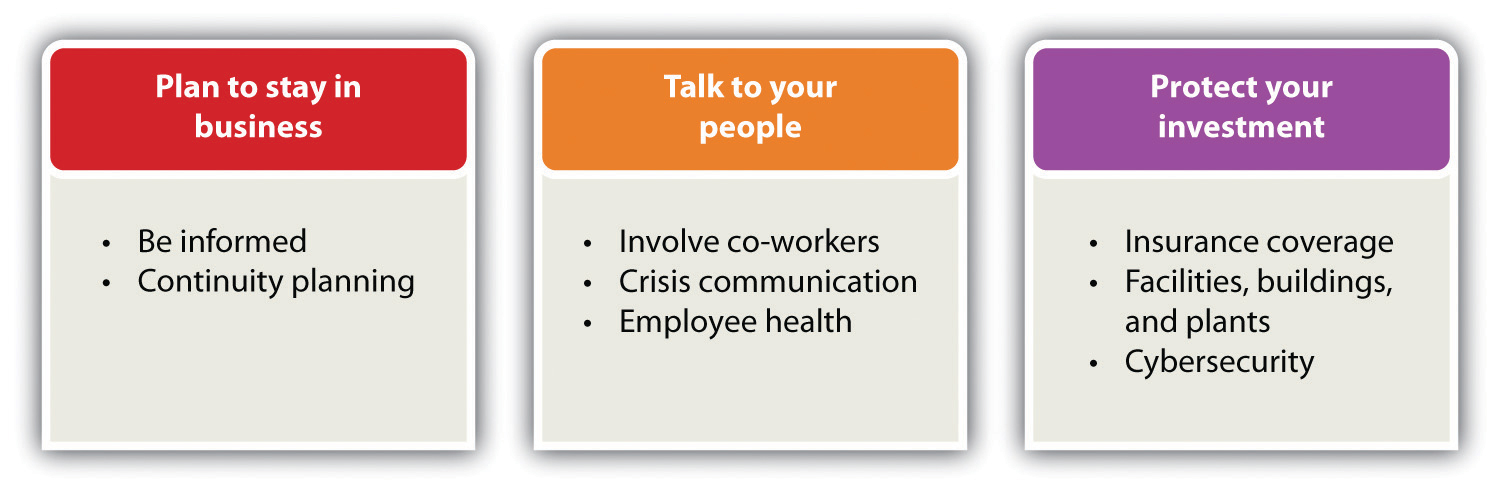 Plan to stay in
business
• Be informed
• Continuity planning
Talk to your
people
• Involve co-workers
• Crisis communication
• Employee health
Protect your
investment
• Insurance coverage
• Facilities, buildings,
and plants
• Cybersecurity